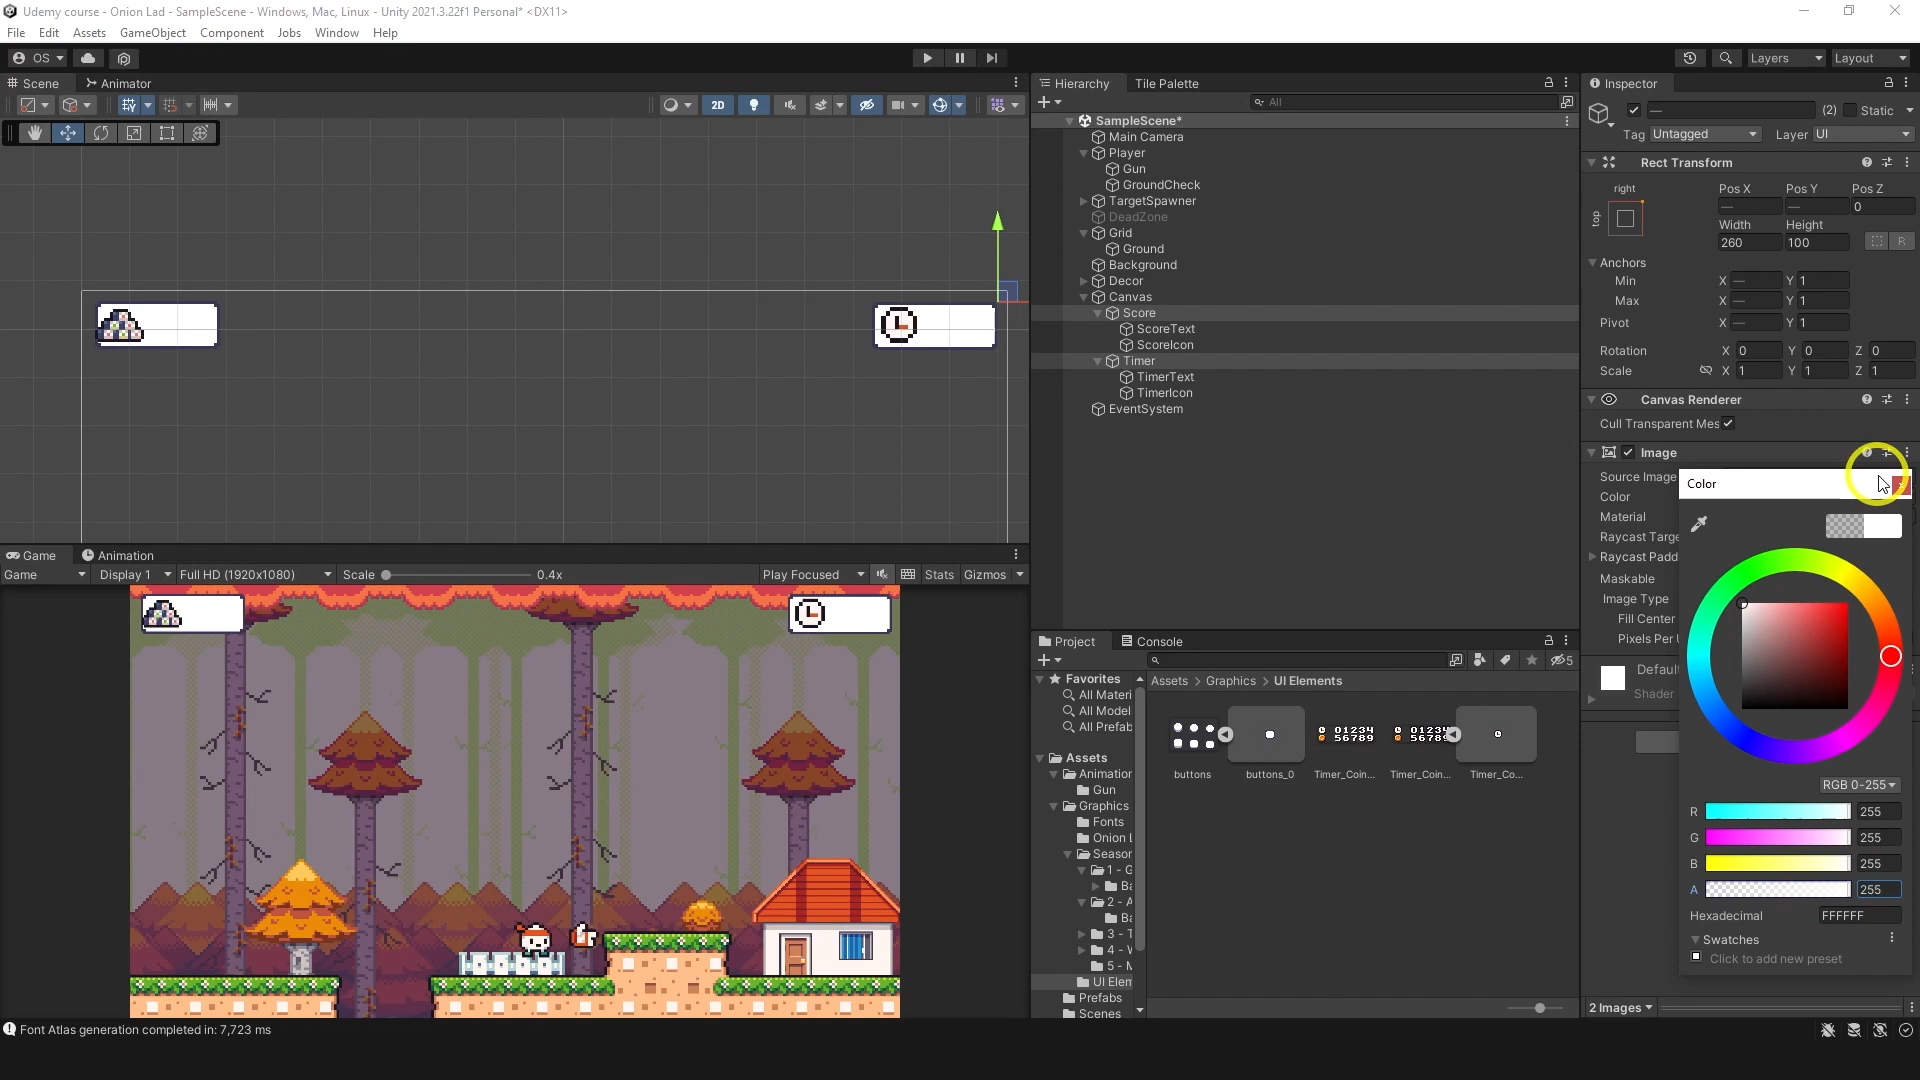 Udemy course - Onion Lad - SampleScene - Windows, Mac, Linux - Unity 2021.3.22f1 Personal* <DX11>
File Edit Assets GameObject Component Jobs Window Help
OS Layers Layout
Scene Animator
2D
Hierarchy Tile Palette
All
SampleScene*
Main Camera
Player
Gun
GroundCheck
TargetSpawner
DeadZone
Grid
Ground
Background
Decor
Canvas
Score
ScoreText
ScoreIcon
Timer
TimerText
TimerIcon
EventSystem
Inspector
— (2) Static
Tag Untagged Layer UI
Rect Transform
right
top
Pos X Pos Y Pos Z
— — 0
Width Height
260 100
R
Anchors
Min X — Y 1
Max X — Y 1
Pivot X — Y 1
Rotation X 0 Y 0 Z 0
Scale X 1 Y 1 Z 1
Canvas Renderer
Cull Transparent Mes
Image
Source Image
Color
Material
Raycast Targe
Raycast Padd
Maskable
Image Type
Fill Center
Pixels Per U
Default
Shader
Color
RGB 0-255
R 255
G 255
B 255
A 255
Hexadecimal FFFFFF
Swatches
Click to add new preset
2 Images
Game Animation
Game Display 1 Full HD (1920x1080) Scale 0.4x Play Focused Stats Gizmos
Project Console
5
Favorites
All Materi
All Model
All Prefab
Assets
Animation
Gun
Graphics
Fonts
Onion L
Season
1 - G
Ba
2 - A
Ba
3 - T
4 - W
5 - M
UI Elem
Prefabs
Scenes
Assets > Graphics > UI Elements
01234
56789
01234
56789
buttons buttons_0 Timer_Coin... Timer_Coin... Timer_Co...
Font Atlas generation completed in: 7,723 ms